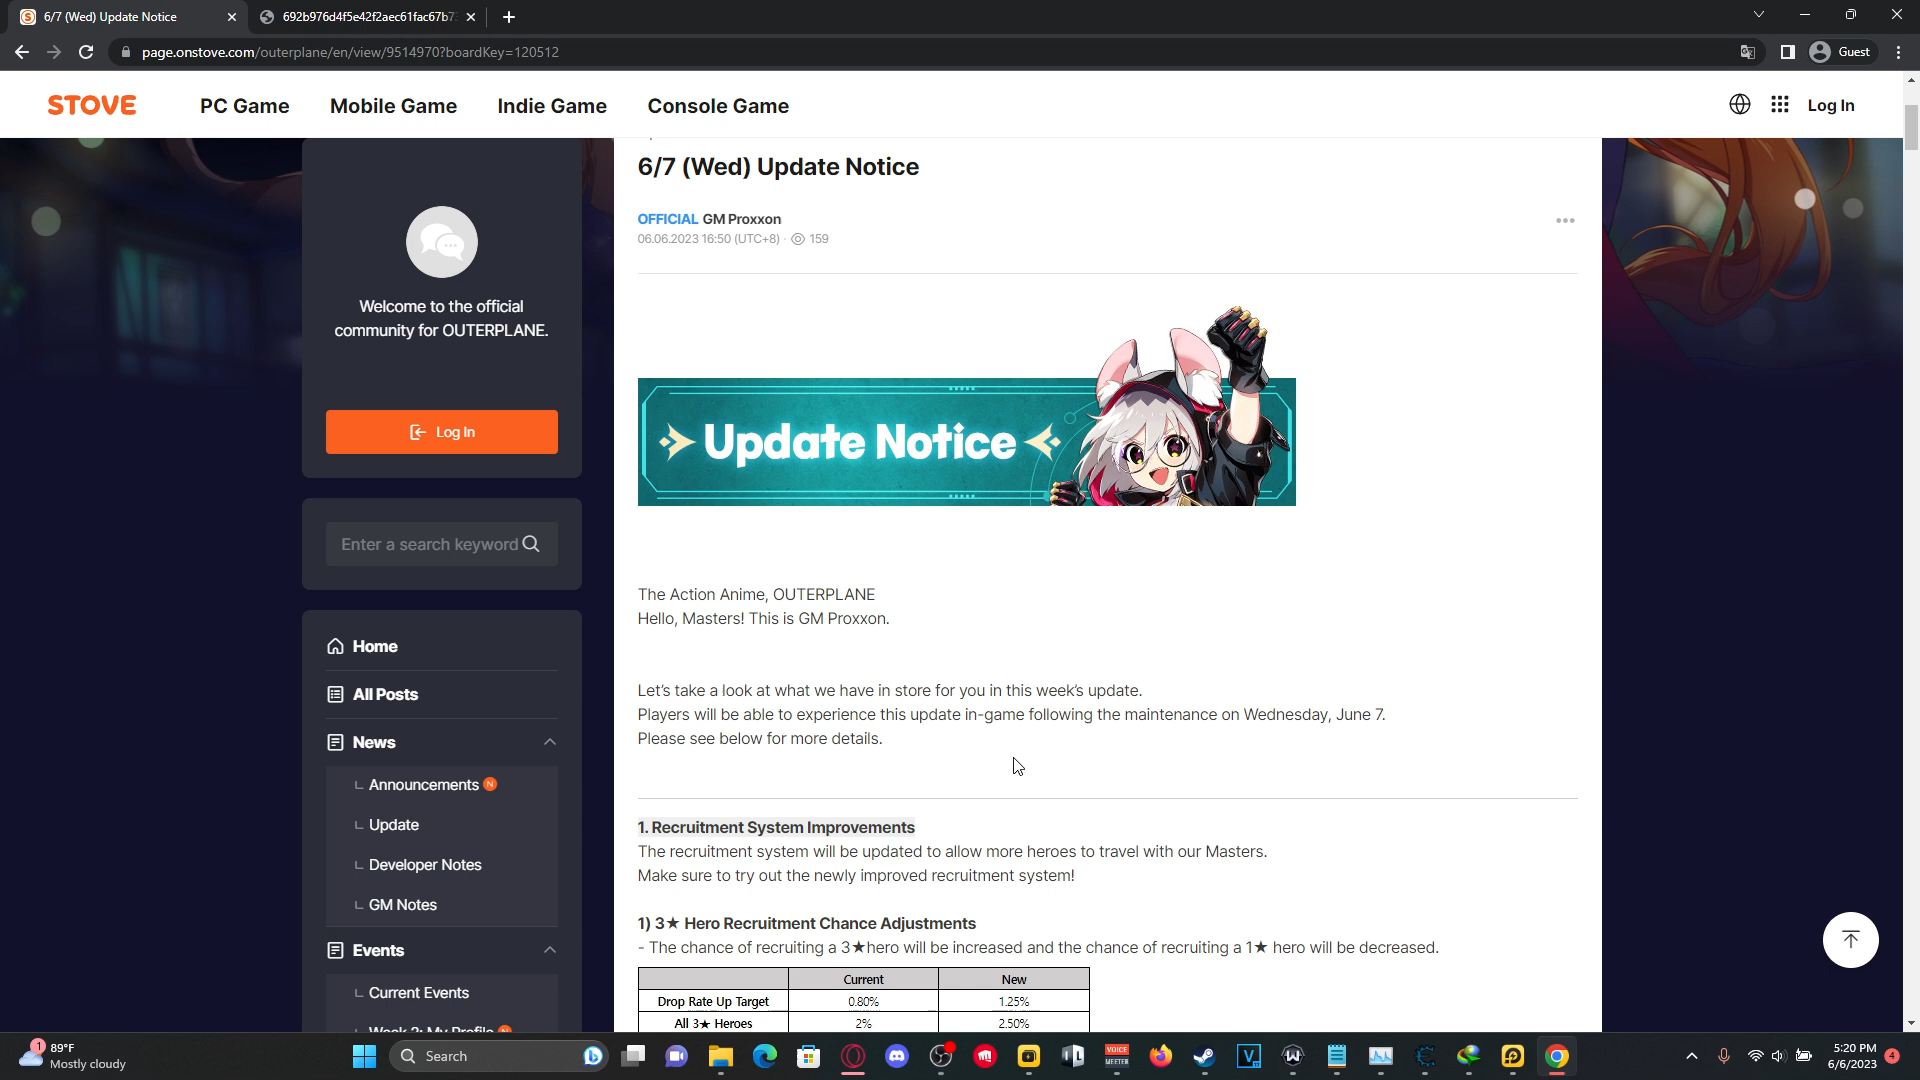 6/7 (Wed) Update Notice
692b976d4f5e42f2aec61fac67b7
page.onstove.com/outerplane/en/view/9514970?boardKey=120512
Guest
STOVE
PC Game
Mobile Game
Indie Game
Console Game
Log In
Welcome to the official
community for OUTERPLANE.
Log In
Enter a search keyword
Home
All Posts
News
Announcements N
Update
Developer Notes
GM Notes
Events
Current Events
Week 2: My Profile
6/7 (Wed) Update Notice
OFFICIAL GM Proxxon
06.06.2023 16:50 (UTC+8) · 159
Update Notice
The Action Anime, OUTERPLANE
Hello, Masters! This is GM Proxxon.
Let's take a look at what we have in store for you in this week's update.
Players will be able to experience this update in-game following the maintenance on Wednesday, June 7.
Please see below for more details.
1. Recruitment System Improvements
The recruitment system will be updated to allow more heroes to travel with our Masters.
Make sure to try out the newly improved recruitment system!
1) 3★ Hero Recruitment Chance Adjustments
- The chance of recruiting a 3★hero will be increased and the chance of recruiting a 1★ hero will be decreased.
Current New
Drop Rate Up Target 0.80% 1.25%
All 3★ Heroes 2% 2.50%
1
89°F
Mostly cloudy
Search
VOICE
MEETER
5:20 PM
6/6/2023
4